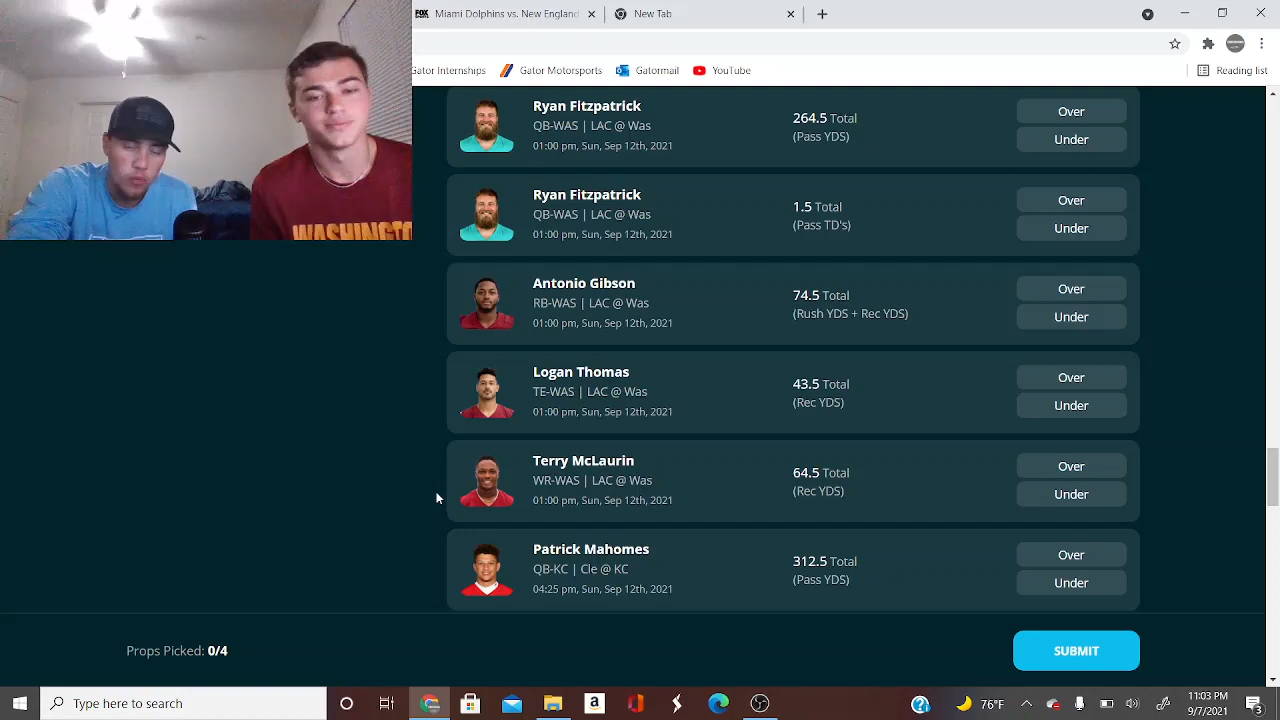 FOX Miami Dolphins vs. New England
New Tab
Gator Internships
Gator Motorsports
Gatormail
YouTube
Reading list
WASHINGTO
Ryan Fitzpatrick
QB-WAS | LAC @ Was
01:00 pm, Sun, Sep 12th, 2021
264.5 Total
(Pass YDS)
Over
Under
Ryan Fitzpatrick
QB-WAS | LAC @ Was
01:00 pm, Sun, Sep 12th, 2021
1.5 Total
(Pass TD's)
Over
Under
Antonio Gibson
RB-WAS | LAC @ Was
01:00 pm, Sun, Sep 12th, 2021
74.5 Total
(Rush YDS + Rec YDS)
Over
Under
Logan Thomas
TE-WAS | LAC @ Was
01:00 pm, Sun, Sep 12th, 2021
43.5 Total
(Rec YDS)
Over
Under
Terry McLaurin
WR-WAS | LAC @ Was
01:00 pm, Sun, Sep 12th, 2021
64.5 Total
(Rec YDS)
Over
Under
Patrick Mahomes
QB-KC | Cle @ KC
04:25 pm, Sun, Sep 12th, 2021
312.5 Total
(Pass YDS)
Over
Under
Props Picked: 0/4
SUBMIT
Type here to search
76°F
11:03 PM
9/7/2021